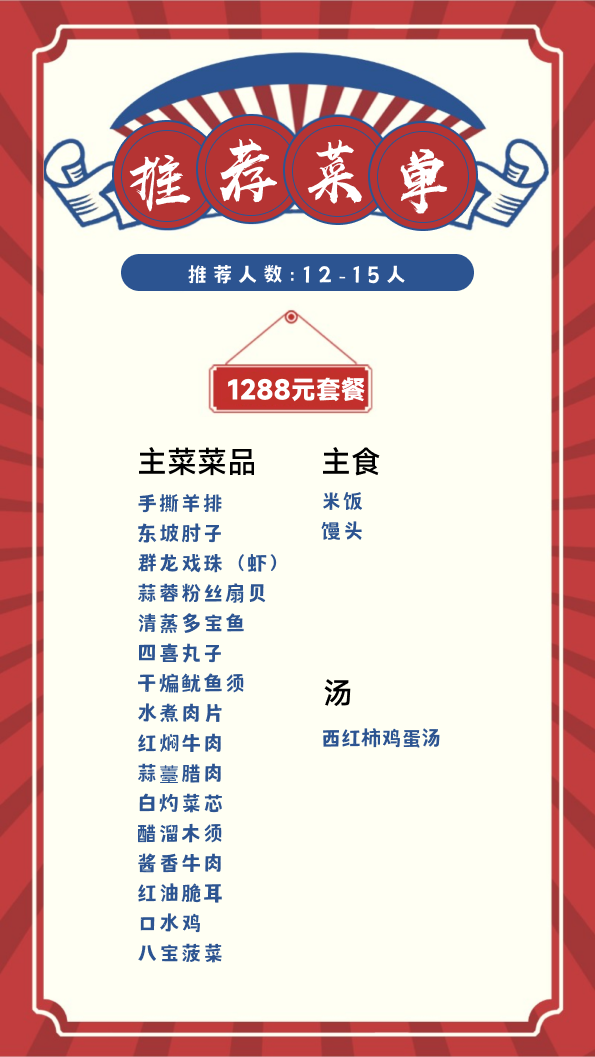 推荐菜单
推荐人数:12-15人
1288元套餐
主菜菜品
手撕羊排
东坡肘子
群龙戏珠（虾）
蒜蓉粉丝扇贝
清蒸多宝鱼
四喜丸子
干煸鱿鱼须
水煮肉片
红焖牛肉
蒜薹腊肉
白灼菜芯
醋溜木须
酱香牛肉
红油脆耳
口水鸡
八宝菠菜
主食
米饭
馒头
汤
西红柿鸡蛋汤